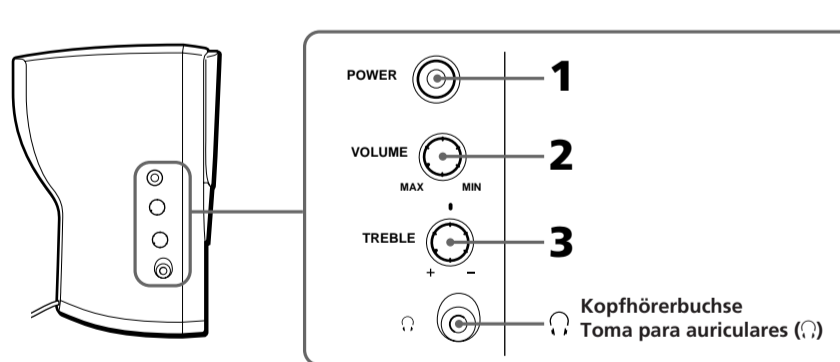 POWER 1
VOLUME 2
MAX MIN
TREBLE 3
+ −
Kopfhörerbuchse
Toma para auriculares (🎧)